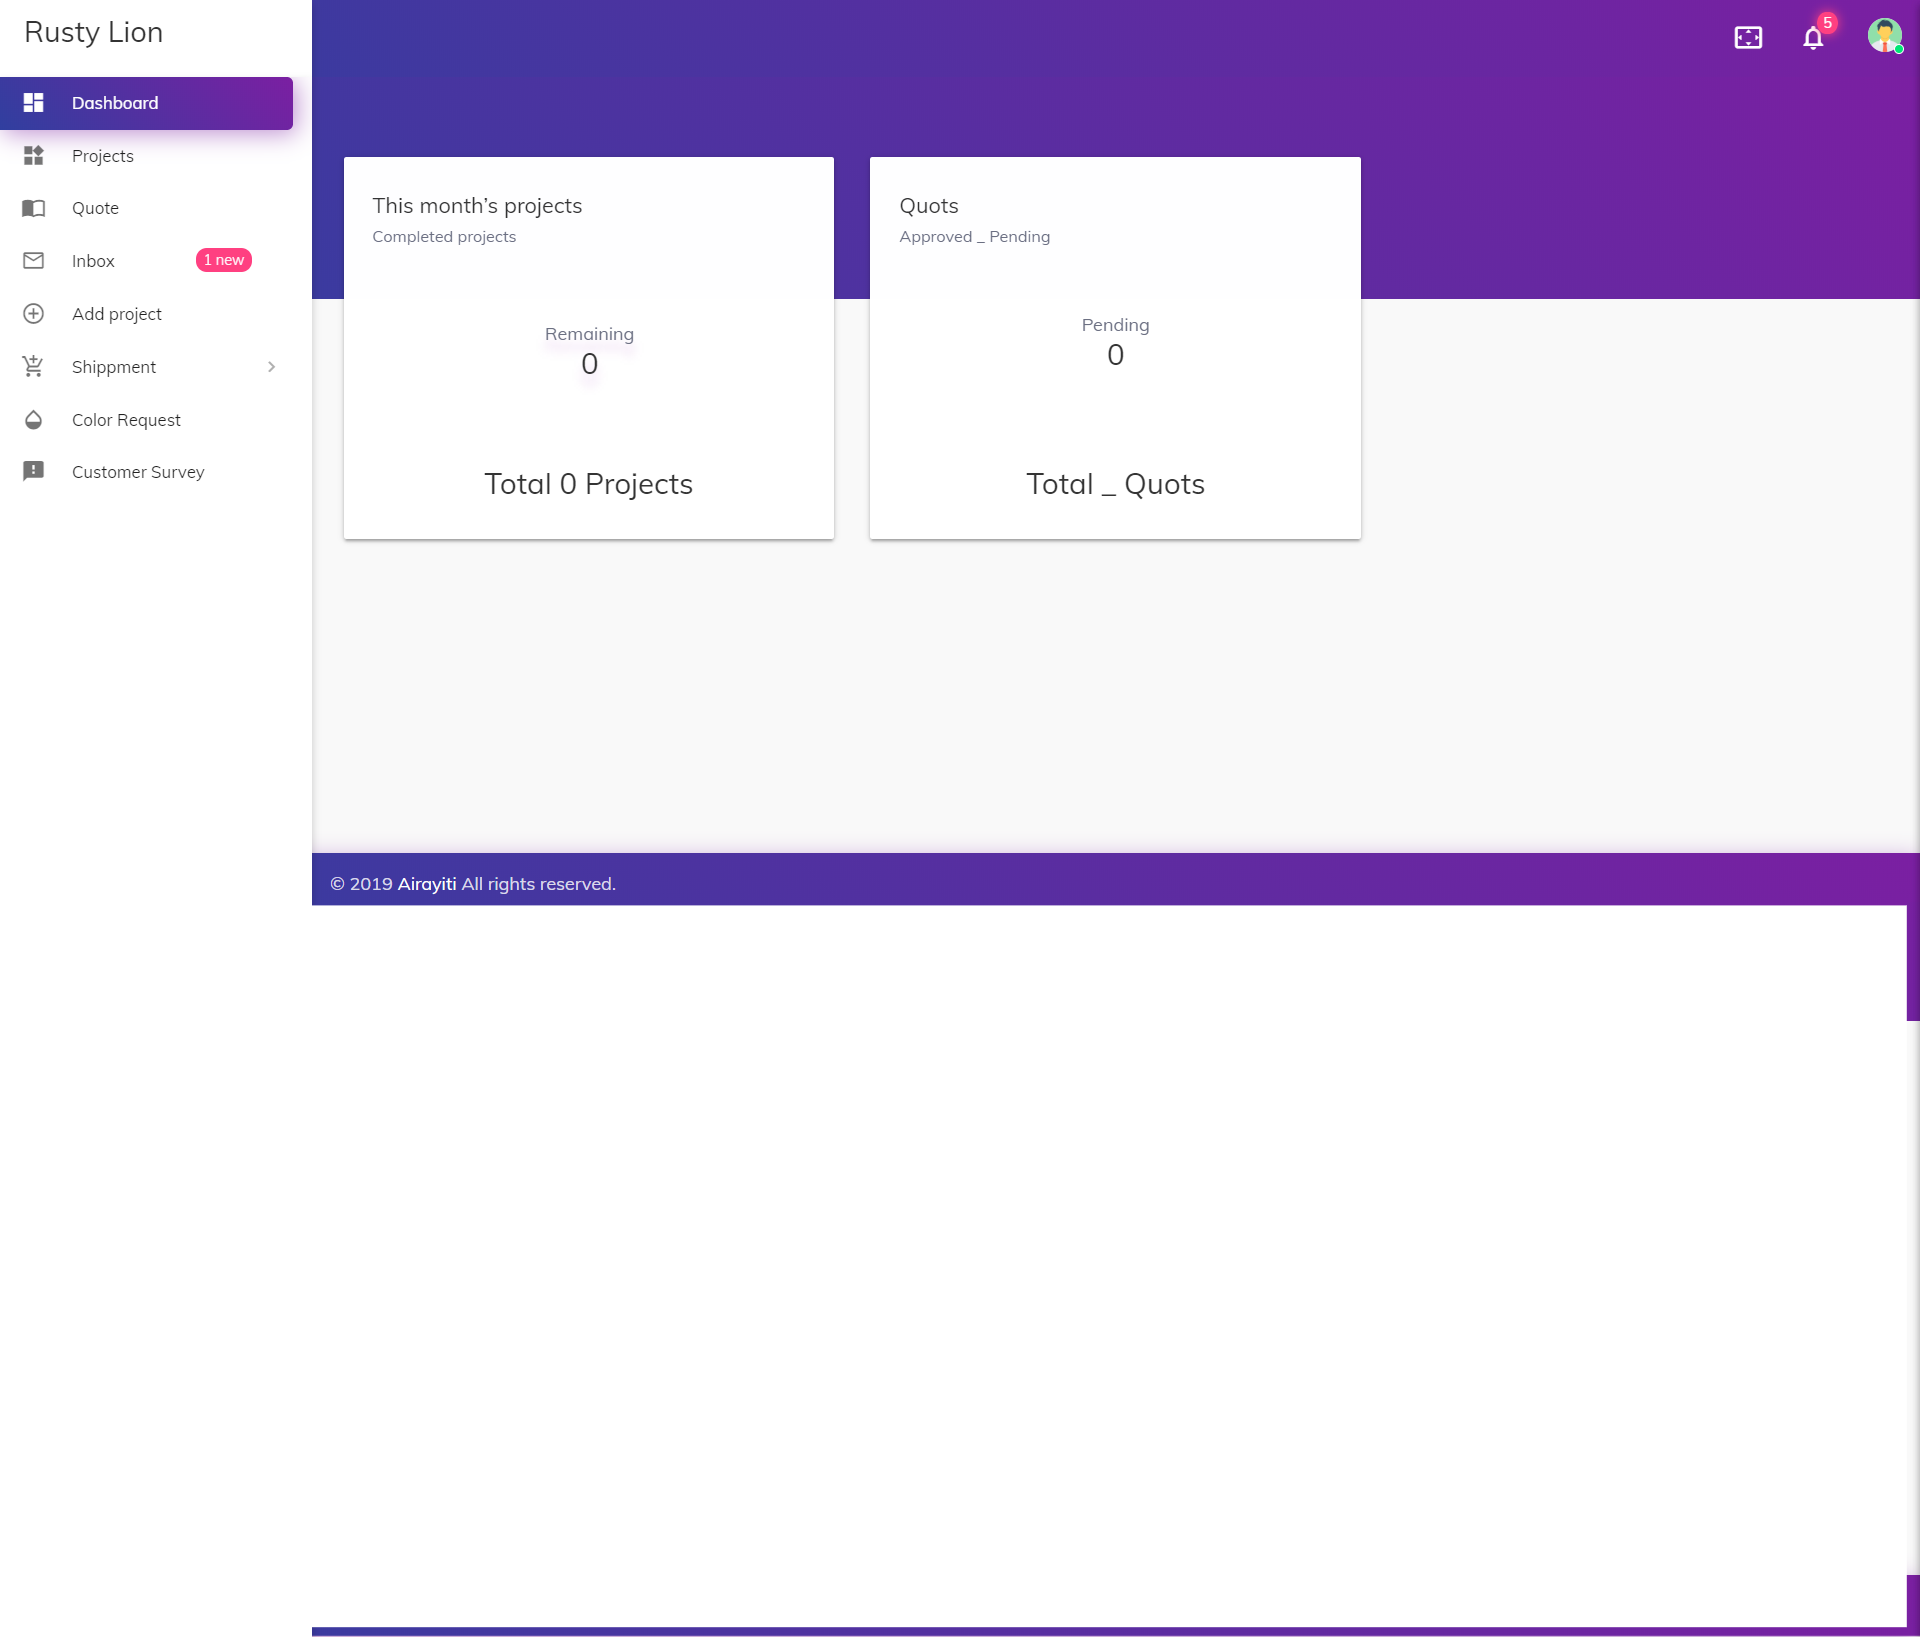 Rusty Lion
5
Dashboard
Projects
Quote
Inbox
1 new
Add project
Shippment
Color Request
Customer Survey
This month's projects
Completed projects
Remaining
0
Total 0 Projects
Quots
Approved _ Pending
Pending
0
Total _ Quots
© 2019 Airayiti All rights reserved.